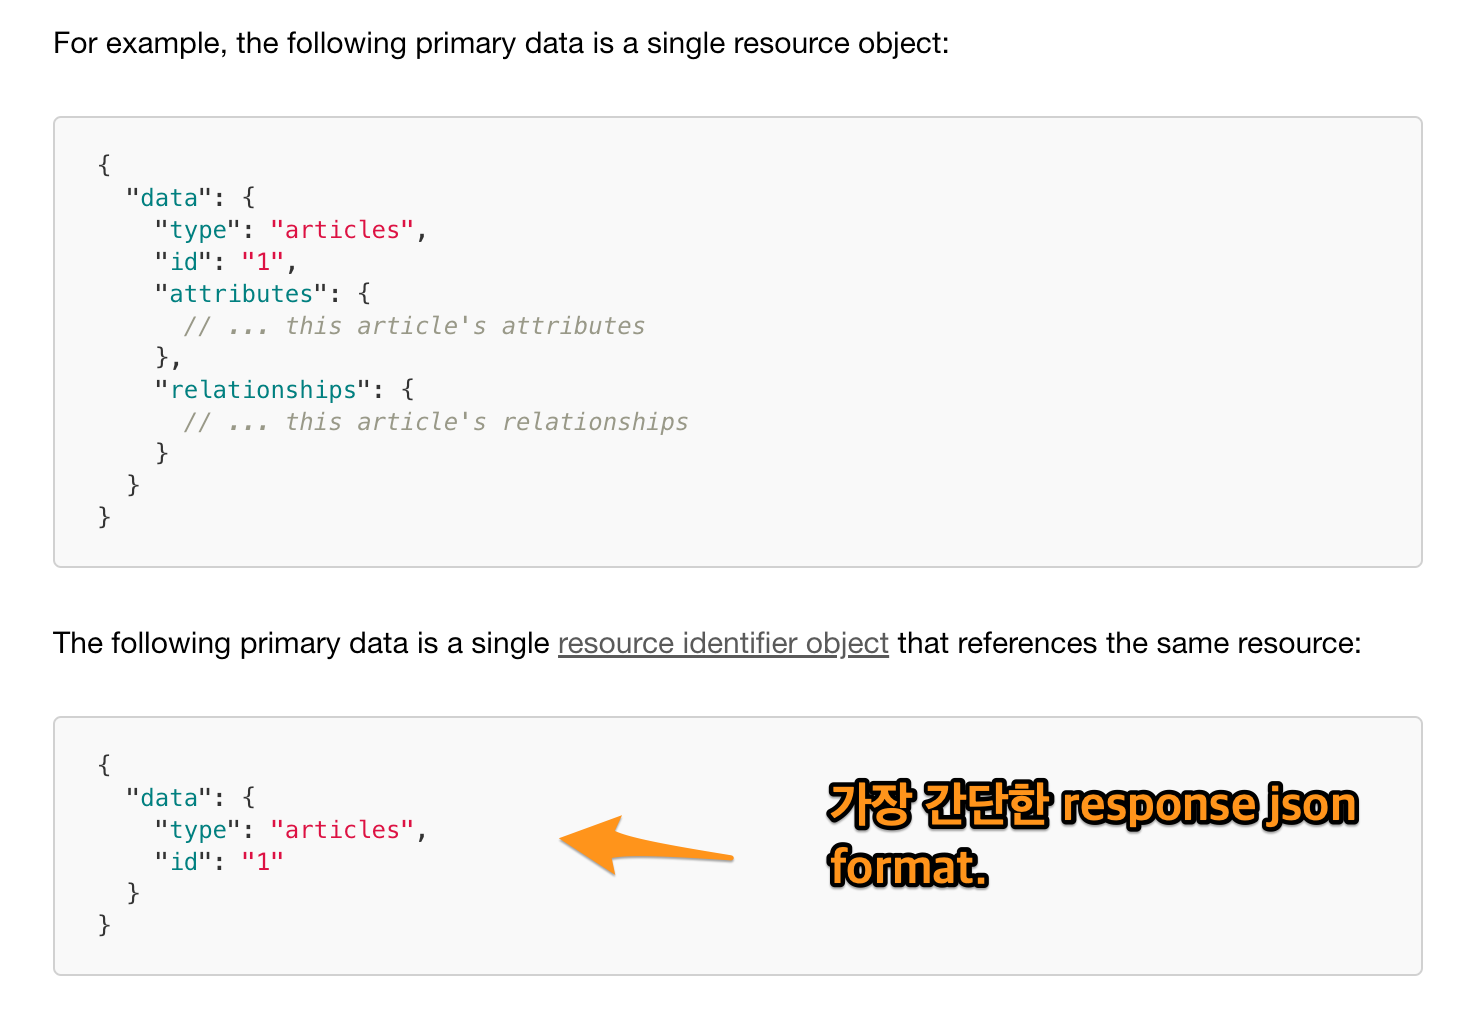 For example, the following primary data is a single resource object:
{
  "data": {
    "type": "articles",
    "id": "1",
    "attributes": {
      // ... this article's attributes
    },
    "relationships": {
      // ... this article's relationships
    }
  }
}
The following primary data is a single resource identifier object that references the same resource:
{
  "data": {
    "type": "articles",
    "id": "1"
  }
}
가장 간단한 response json
format.